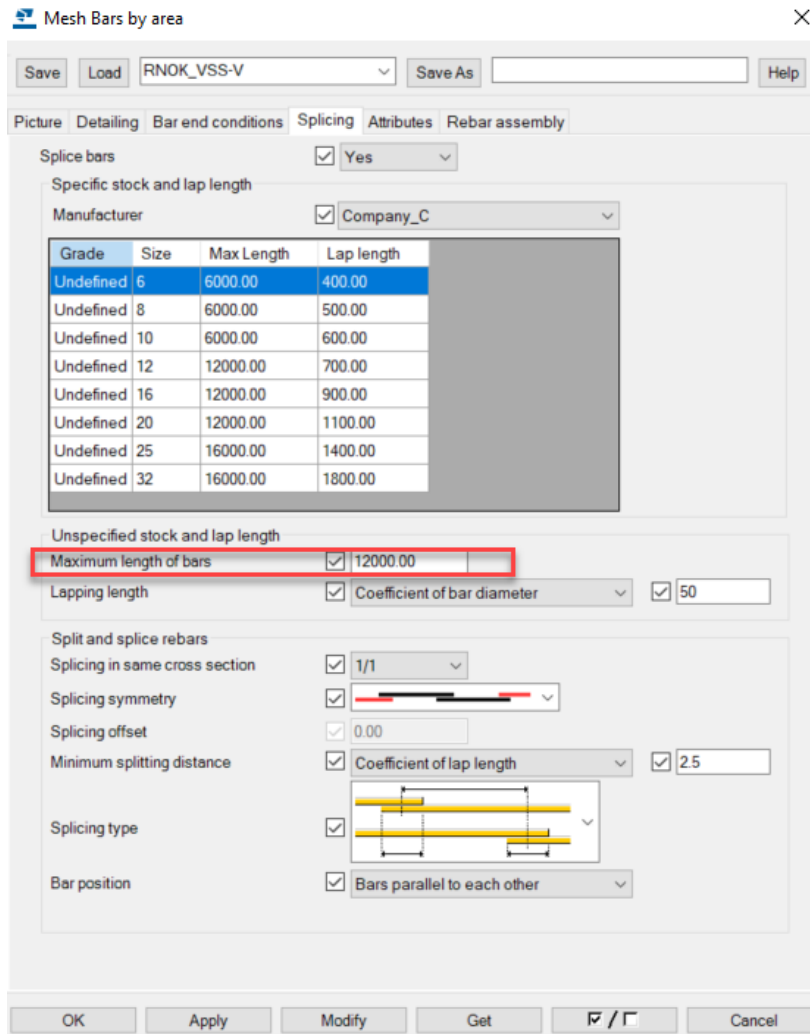 Mesh Bars by area
Save Load RNOK_VSS-V Save As Help
Picture Detailing Bar end conditions Splicing Attributes Rebar assembly
Splice bars Yes
Specific stock and lap length
Manufacturer Company_C
Grade Size Max Length Lap length
Undefined 6 6000.00 400.00
Undefined 8 6000.00 500.00
Undefined 10 6000.00 600.00
Undefined 12 12000.00 700.00
Undefined 16 12000.00 900.00
Undefined 20 12000.00 1100.00
Undefined 25 16000.00 1400.00
Undefined 32 16000.00 1800.00
Unspecified stock and lap length
Maximum length of bars 12000.00
Lapping length Coefficient of bar diameter 50
Split and splice rebars
Splicing in same cross section 1/1
Splicing symmetry
Splicing offset 0.00
Minimum splitting distance Coefficient of lap length 2.5
Splicing type
Bar position Bars parallel to each other
OK Apply Modify Get / Cancel